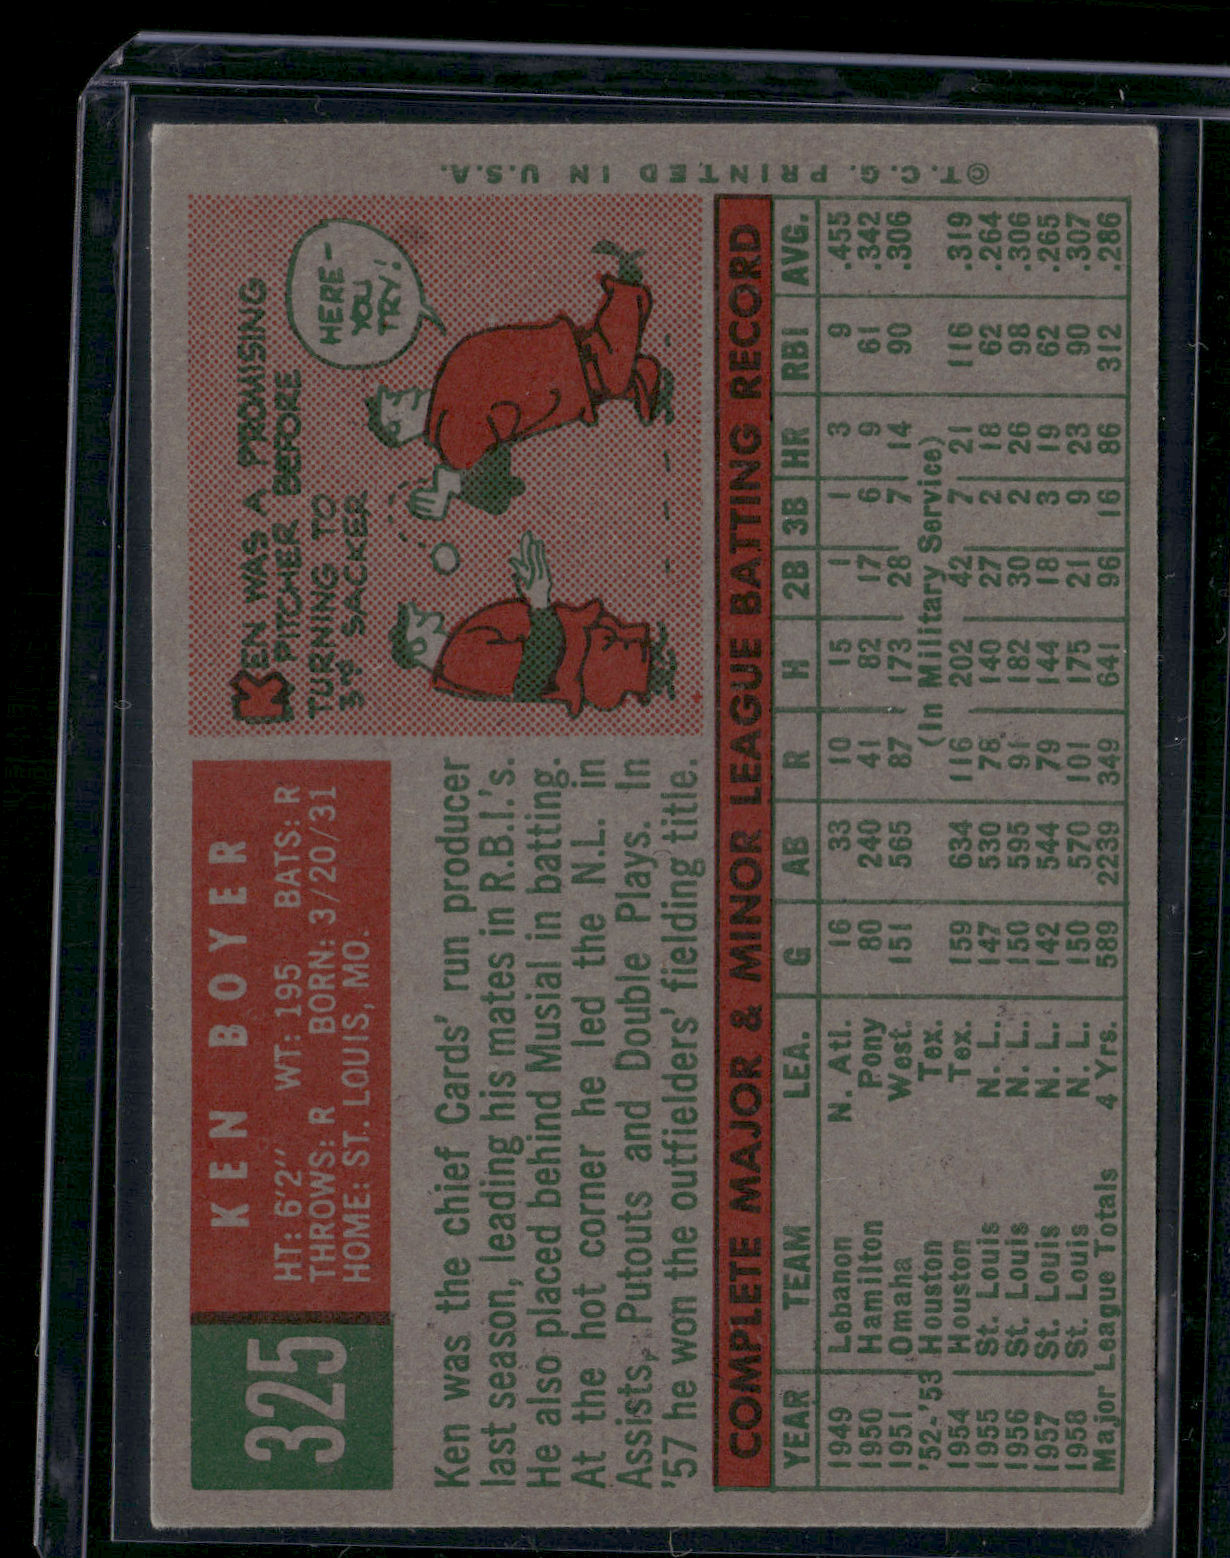 325
KEN BOYER
HT: 6'2" WT: 195 BATS: R
THROWS: R BORN: 3/20/31
HOME: ST. LOUIS, MO.
Ken was the chief Cards' run producer
last season, leading his mates in R.B.I.'s.
He also placed behind Musial in batting.
At the hot corner he led the N.L. in
Assists, Putouts and Double Plays. In
'57 he won the outfielders' fielding title.
KEN WAS A PROMISING
PITCHER BEFORE
TURNING TO
3RD SACKER
HERE-
YOU
TRY!
COMPLETE MAJOR & MINOR LEAGUE BATTING RECORD
YEAR TEAM LEA. G AB R H 2B 3B HR RBI AVG.
1949 Lebanon N. Atl. 16 33 10 15 1 1 3 9 .455
1950 Hamilton Pony 80 240 41 82 17 6 9 61 .342
1951 Omaha West. 151 565 87 173 28 7 14 90 .306
'52-'53 Houston Tex. (In Military Service)
1954 Houston Tex. 159 634 116 202 42 7 21 116 .319
1955 St. Louis N. L. 147 530 78 140 27 2 18 62 .264
1956 St. Louis N. L. 150 595 91 182 30 2 26 98 .306
1957 St. Louis N. L. 142 544 79 144 18 3 19 62 .265
1958 St. Louis N. L. 150 570 101 175 21 9 23 90 .307
Major League Totals 4 Yrs. 589 2239 349 641 96 16 86 312 .286
© T. C. G. PRINTED IN U.S.A.